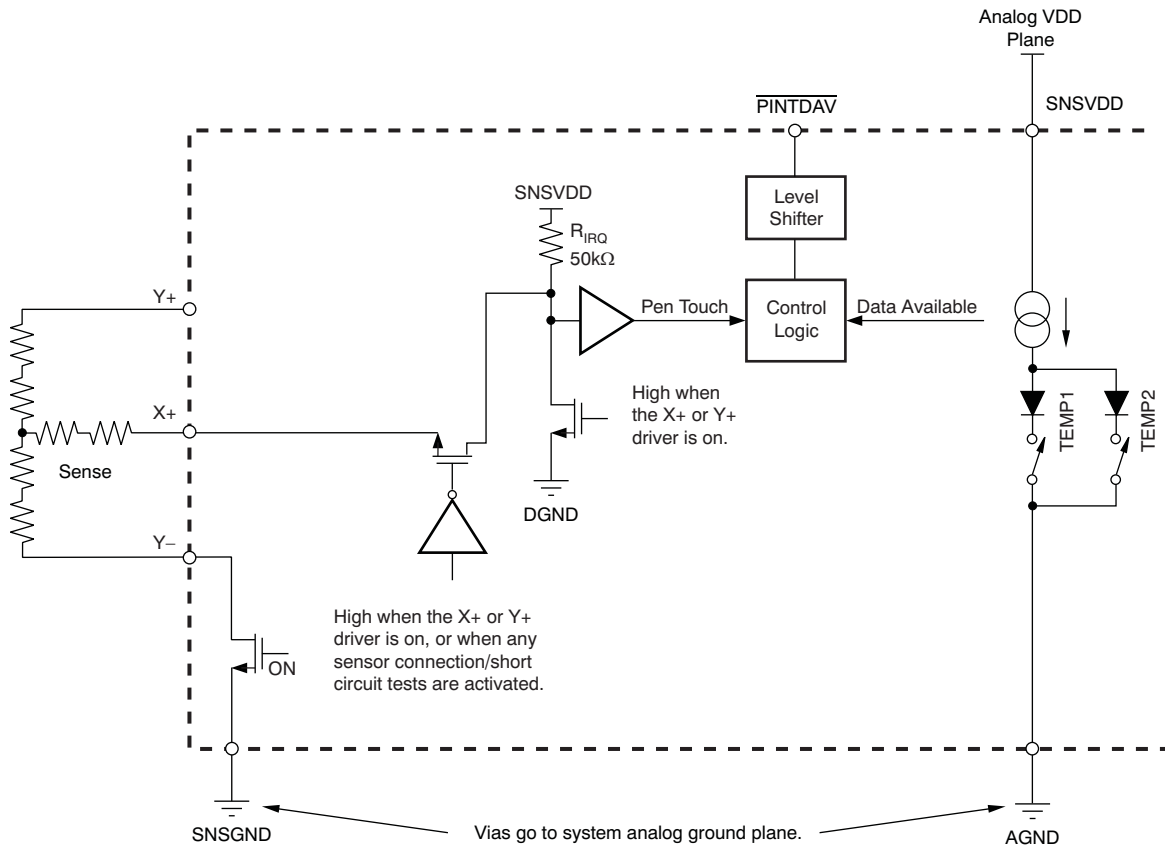 Analog VDD
Plane
PINTDAV
SNSVDD
SNSVDD
Level
Shifter
RIRQ
50kΩ
Y+
Pen Touch
Control
Logic
Data Available
High when
the X+ or Y+
driver is on.
TEMP1
TEMP2
X+
Sense
DGND
Y–
High when the X+ or Y+
driver is on, or when any
sensor connection/short
circuit tests are activated.
ON
SNSGND
Vias go to system analog ground plane.
AGND